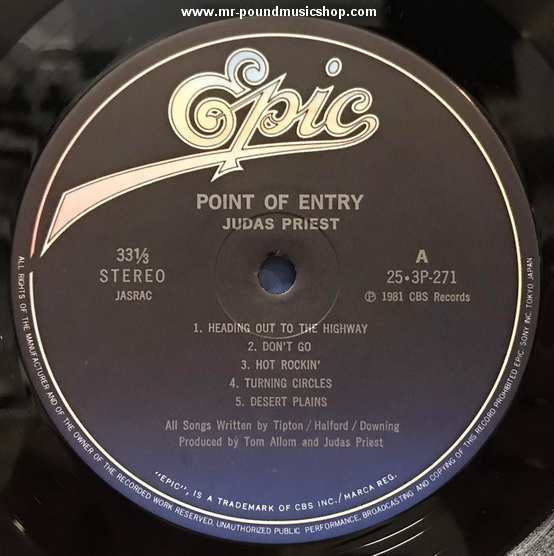 www.mr-poundmusicshop.com
Epic
POINT OF ENTRY
JUDAS PRIEST
33⅓
STEREO
JASRAC
A
25•3P-271
Ⓟ 1981 CBS Records
1. HEADING OUT TO THE HIGHWAY
2. DON'T GO
3. HOT ROCKIN'
4. TURNING CIRCLES
5. DESERT PLAINS
All Songs Written by Tipton / Halford / Downing
Produced by Tom Allom and Judas Priest
"EPIC", IS A TRADEMARK OF CBS INC./MARCA REG.
ALL RIGHTS OF THE MANUFACTURER AND OF THE OWNER OF THE RECORDED WORK RESERVED, UNAUTHORIZED PUBLIC PERFORMANCE, BROADCASTING AND COPYING OF THIS RECORD PROHIBITED EPIC SONY INC. TOKYO JAPAN